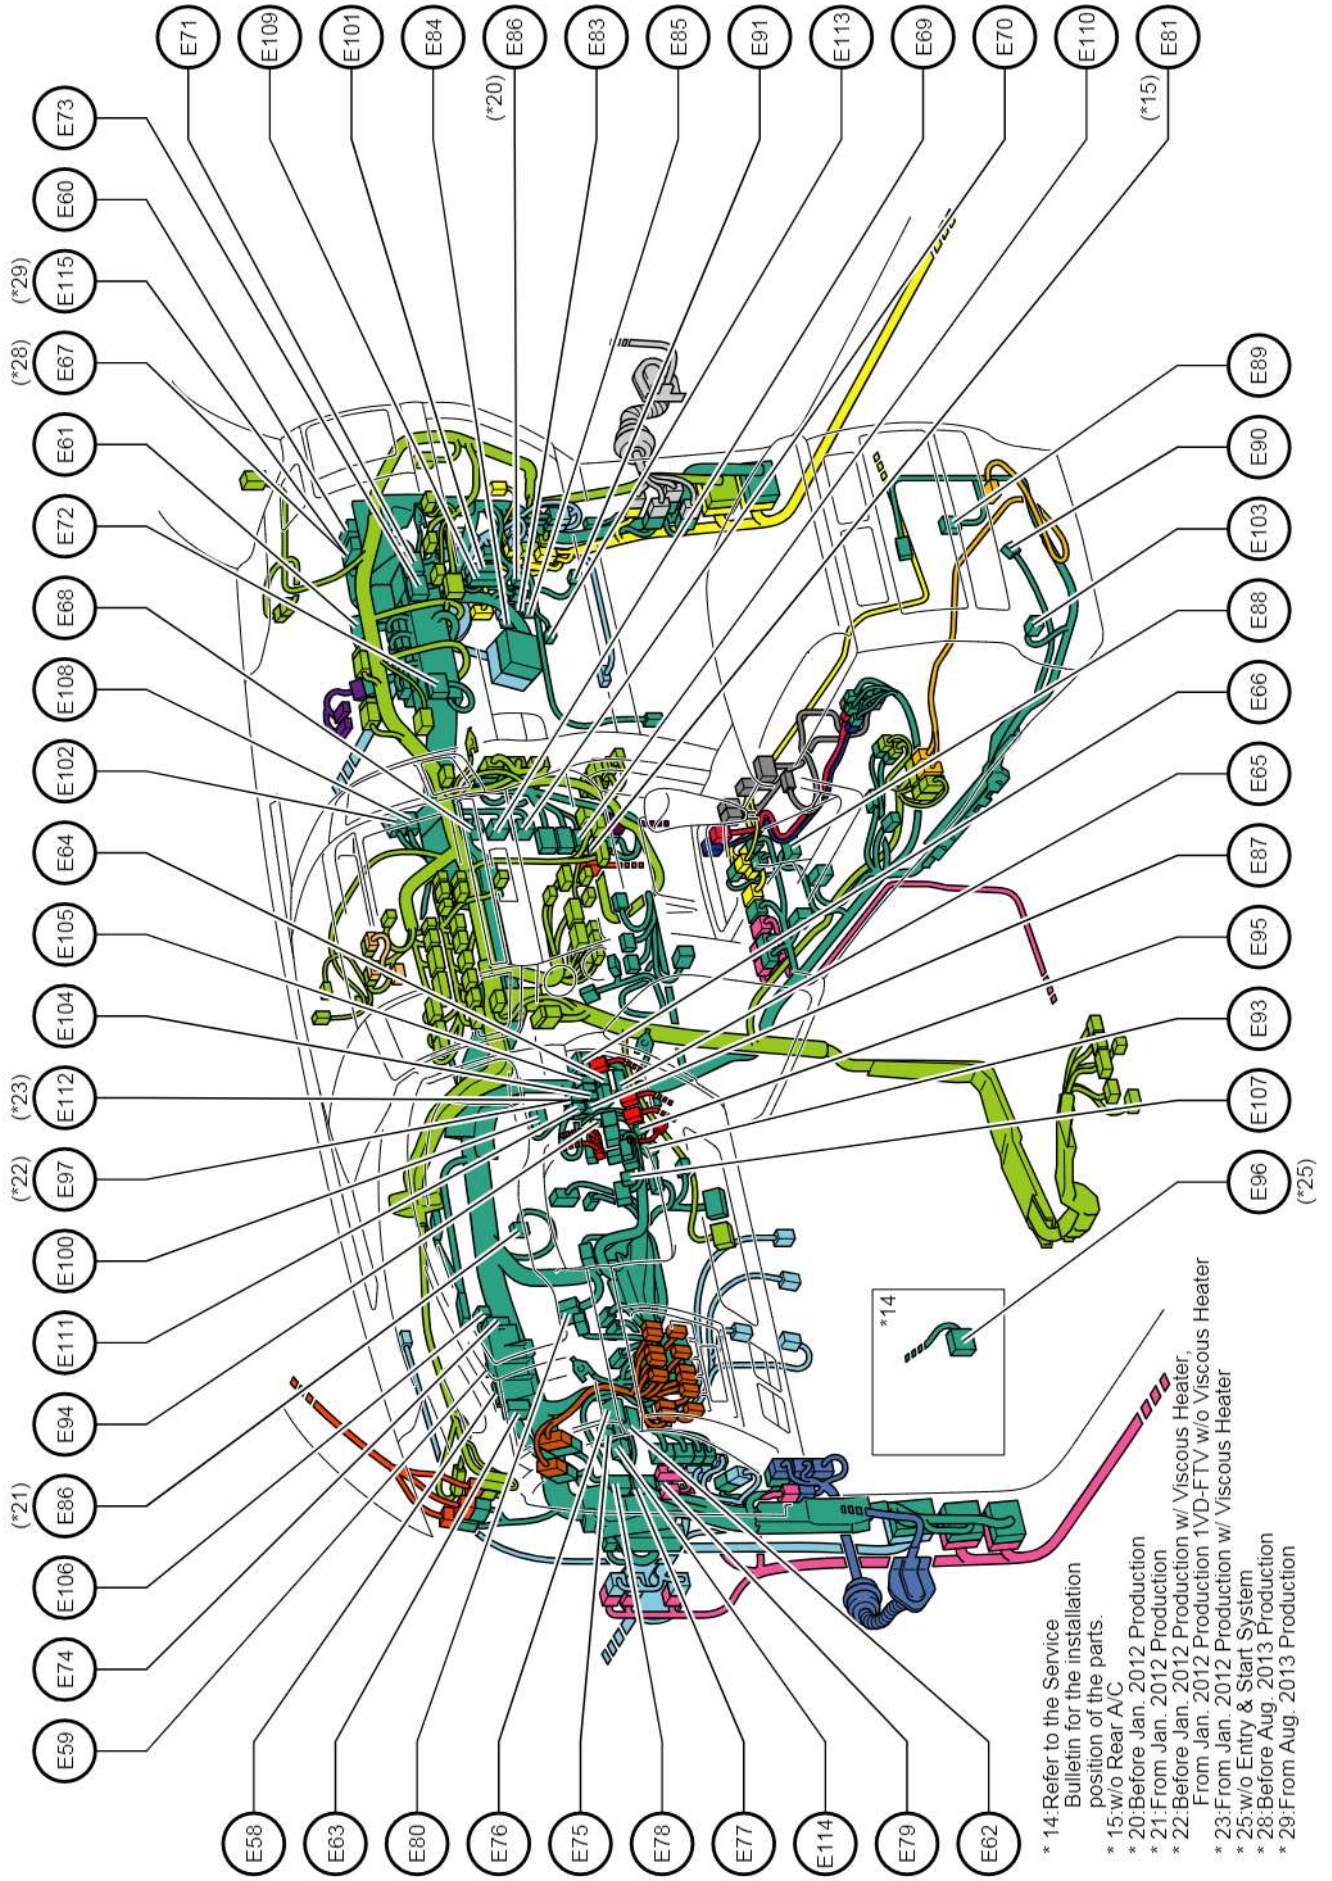 E71
E109
E101
E84
E86
(*20)
E83
E85
E91
E113
E69
E70
E110
E81
(*15)
E73
E60
E115
(*29)
E67
(*28)
E61
E72
E68
E108
E102
E64
E105
E104
E112
(*23)
E97
(*22)
E100
E111
E94
E86
(*21)
E106
E74
E59
E89
E90
E103
E88
E66
E65
E87
E95
E93
E107
E96
(*25)
E58
E63
E80
E76
E75
E78
E77
E114
E79
E62
*14
* 14:Refer to the Service
Bulletin for the installation
position of the parts.
* 15:w/o Rear A/C
* 20:Before Jan. 2012 Production
* 21:From Jan. 2012 Production
* 22:Before Jan. 2012 Production w/ Viscous Heater,
From Jan. 2012 Production 1VD-FTV w/o Viscous Heater
* 23:From Jan. 2012 Production w/ Viscous Heater
* 25:w/o Entry & Start System
* 28:Before Aug. 2013 Production
* 29:From Aug. 2013 Production